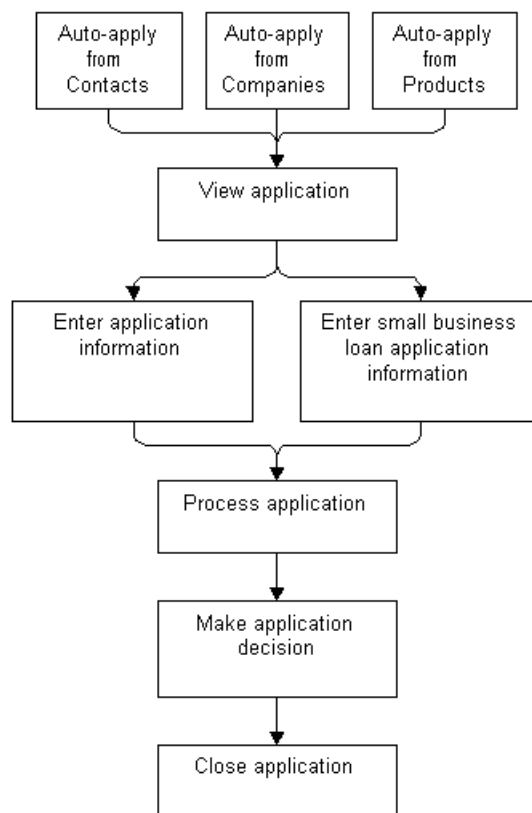 Auto-apply
from
Contacts
Auto-apply
from
Companies
Auto-apply
from
Products
View application
Enter application
information
Enter small business
loan application
information
Process application
Make application
decision
Close application